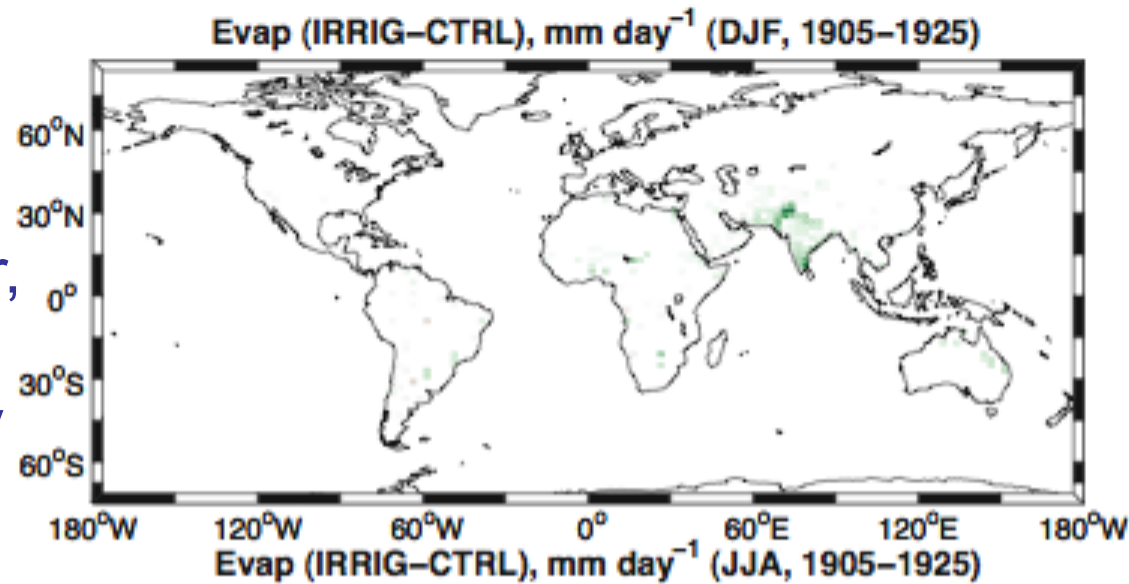 Evap (IRRIG–CTRL), mm day⁻¹ (DJF, 1905–1925)
60°N
30°N
0°
30°S
60°S
180°W 120°W 60°W 0° 60°E 120°E 180°W
Evap (IRRIG–CTRL), mm day⁻¹ (JJA, 1905–1925)